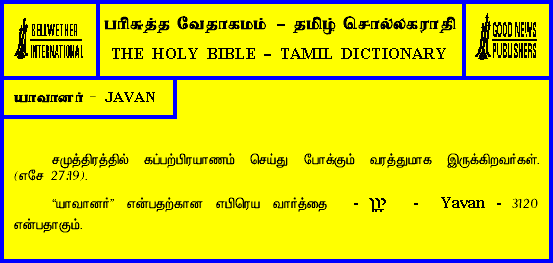 BELLWETHER
INTERNATIONAL
பரிசுத்த வேதாகமம் – தமிழ் சொல்லகராதி
THE HOLY BIBLE – TAMIL DICTIONARY
GOOD NEWS
PUBLISHERS
யாவானர் – JAVAN
சமுத்திரத்தில் கப்பற்பிரயாணம் செய்து போக்கும் வரத்துமாக இருக்கிறவர்கள்.
(எசே 27:19).
“யாவானர்” என்பதற்கான எபிரெய வார்த்தை - יָוָן - Yavan - 3120
என்பதாகும்.